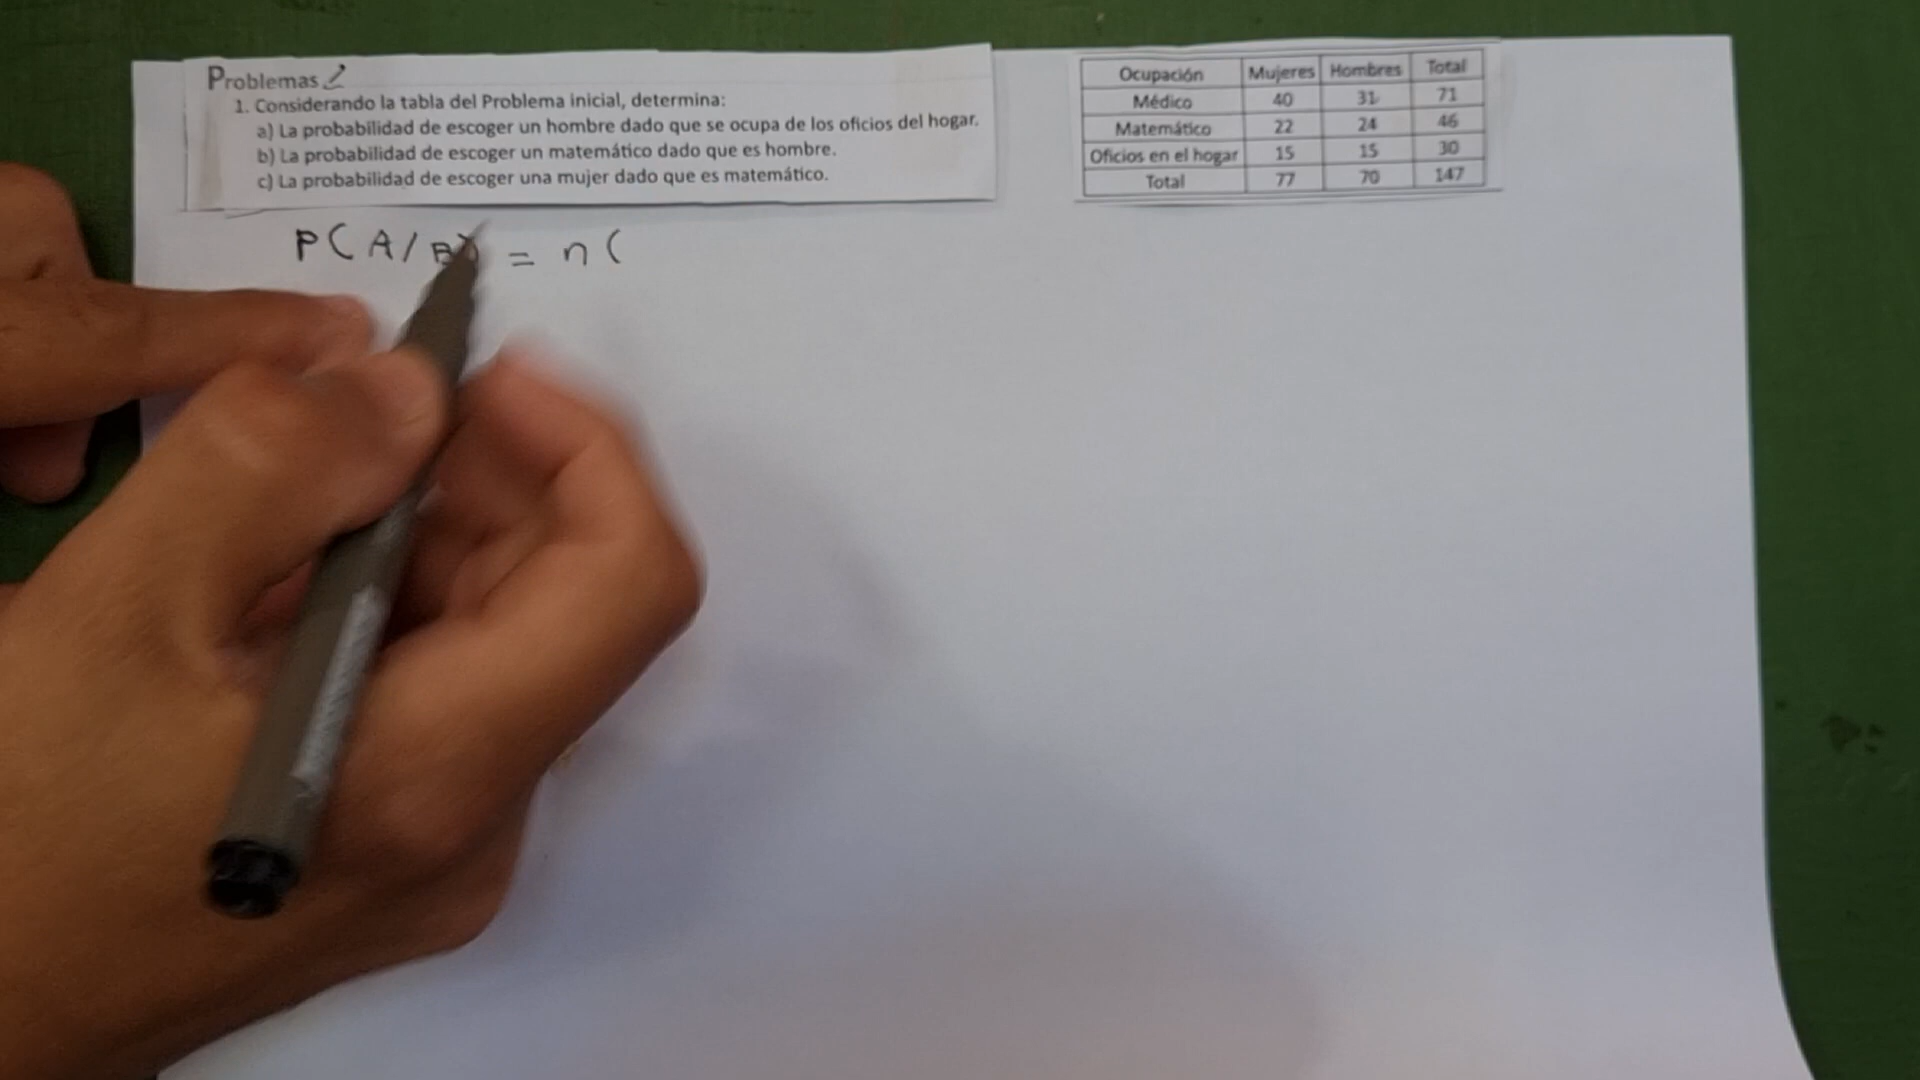 Problemas
1. Considerando la tabla del Problema inicial, determina:
a) La probabilidad de escoger un hombre dado que se ocupa de los oficios del hogar.
b) La probabilidad de escoger un matemático dado que es hombre.
c) La probabilidad de escoger una mujer dado que es matemático.
Ocupación Mujeres Hombres Total
Médico 40 31 71
Matemático 22 24 46
Oficios en el hogar 15 15 30
Total 77 70 147
P(A/B) = n(